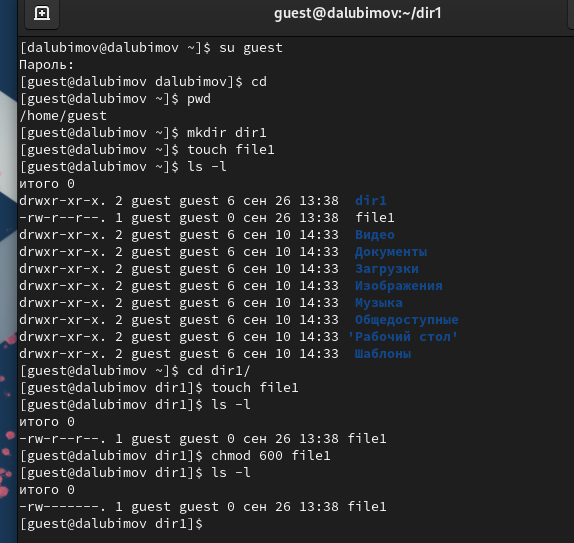 guest@dalubimov:~/dir1
[dalubimov@dalubimov ~]$ su guest
Пароль:
[guest@dalubimov dalubimov]$ cd
[guest@dalubimov ~]$ pwd
/home/guest
[guest@dalubimov ~]$ mkdir dir1
[guest@dalubimov ~]$ touch file1
[guest@dalubimov ~]$ ls -l
итого 0
drwxr-xr-x. 2 guest guest 6 сен 26 13:38  dir1
-rw-r--r--. 1 guest guest 0 сен 26 13:38  file1
drwxr-xr-x. 2 guest guest 6 сен 10 14:33  Видео
drwxr-xr-x. 2 guest guest 6 сен 10 14:33  Документы
drwxr-xr-x. 2 guest guest 6 сен 10 14:33  Загрузки
drwxr-xr-x. 2 guest guest 6 сен 10 14:33  Изображения
drwxr-xr-x. 2 guest guest 6 сен 10 14:33  Музыка
drwxr-xr-x. 2 guest guest 6 сен 10 14:33  Общедоступные
drwxr-xr-x. 2 guest guest 6 сен 10 14:33 'Рабочий стол'
drwxr-xr-x. 2 guest guest 6 сен 10 14:33  Шаблоны
[guest@dalubimov ~]$ cd dir1/
[guest@dalubimov dir1]$ touch file1
[guest@dalubimov dir1]$ ls -l
итого 0
-rw-r--r--. 1 guest guest 0 сен 26 13:38 file1
[guest@dalubimov dir1]$ chmod 600 file1
[guest@dalubimov dir1]$ ls -l
итого 0
-rw-------. 1 guest guest 0 сен 26 13:38 file1
[guest@dalubimov dir1]$